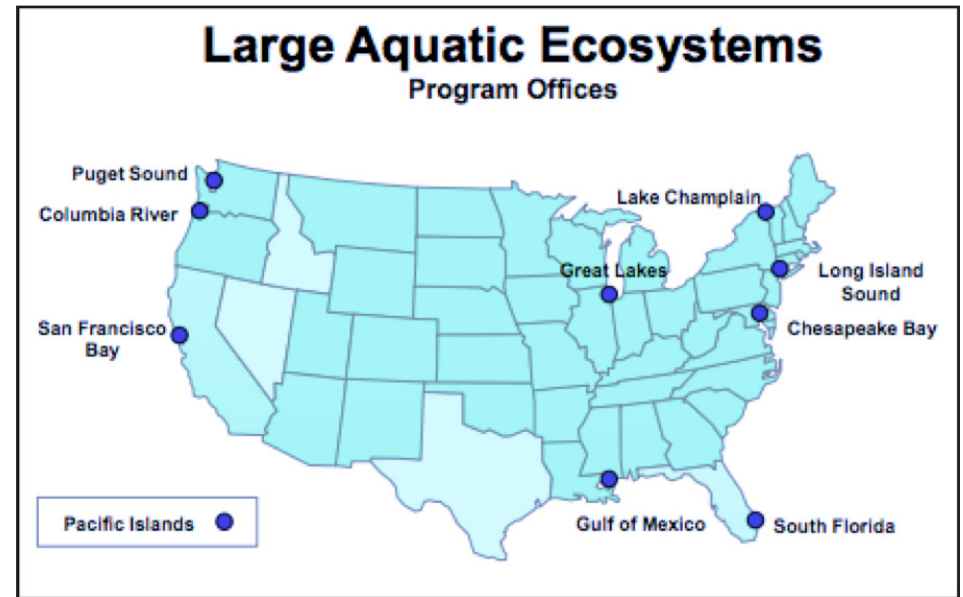 Large Aquatic Ecosystems
Program Offices
Puget Sound
Lake Champlain
Columbia River
Great Lakes
Long Island
Sound
San Francisco
Bay
Chesapeake Bay
Pacific Islands
Gulf of Mexico
South Florida